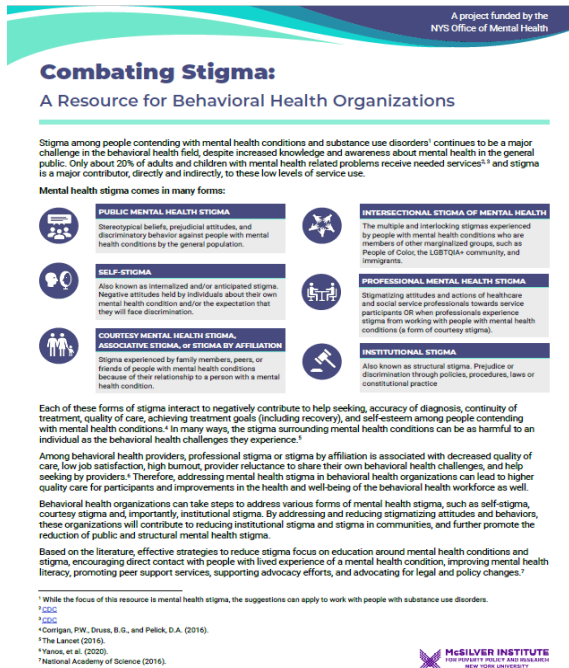 A project funded by the
NYS Office of Mental Health
Combating Stigma:
A Resource for Behavioral Health Organizations
Stigma among people contending with mental health conditions and substance use disorders¹ continues to be a major
challenge in the behavioral health field, despite increased knowledge and awareness about mental health in the general
public. Only about 20% of adults and children with mental health related problems receive needed services²,³ and stigma
is a major contributor, directly and indirectly, to these low levels of service use.
Mental health stigma comes in many forms:
PUBLIC MENTAL HEALTH STIGMA
Stereotypical beliefs, prejudicial attitudes, and
discriminatory behavior against people with mental
health conditions by the general population.
SELF-STIGMA
Also known as internalized and/or anticipated stigma.
Negative attitudes held by individuals about their own
mental health condition and/or the expectation that
they will face discrimination.
COURTESY MENTAL HEALTH STIGMA,
ASSOCIATIVE STIGMA, or STIGMA BY AFFILIATION
Stigma experienced by family members, peers, or
friends of people with mental health conditions
because of their relationship to a person with a mental
health condition.
INTERSECTIONAL STIGMA OF MENTAL HEALTH
The multiple and interlocking stigmas experienced
by people with mental health conditions who are
members of other marginalized groups, such as
People of Color, the LGBTQIA+ community, and
immigrants.
PROFESSIONAL MENTAL HEALTH STIGMA
Stigmatizing attitudes and actions of healthcare
and social service professionals towards service
participants OR when professionals experience
stigma from working with people with mental health
conditions (a form of courtesy stigma).
INSTITUTIONAL STIGMA
Also known as structural stigma. Prejudice or
discrimination through policies, procedures, laws or
constitutional practice
Each of these forms of stigma interact to negatively contribute to help seeking, accuracy of diagnosis, continuity of
treatment, quality of care, achieving treatment goals (including recovery), and self-esteem among people contending
with mental health conditions.⁴ In many ways, the stigma surrounding mental health conditions can be as harmful to an
individual as the behavioral health challenges they experience.⁵
Among behavioral health providers, professional stigma or stigma by affiliation is associated with decreased quality of
care, low job satisfaction, high burnout, provider reluctance to share their own behavioral health challenges, and help
seeking by providers.⁶ Therefore, addressing mental health stigma in behavioral health organizations can lead to higher
quality care for participants and improvements in the health and well-being of the behavioral health workforce as well.
Behavioral health organizations can take steps to address various forms of mental health stigma, such as self-stigma,
courtesy stigma and, importantly, institutional stigma. By addressing and reducing stigmatizing attitudes and behaviors,
these organizations will contribute to reducing institutional stigma and stigma in communities, and further promote the
reduction of public and structural mental health stigma.
Based on the literature, effective strategies to reduce stigma focus on education around mental health conditions and
stigma, encouraging direct contact with people with lived experience of a mental health condition, improving mental health
literacy, promoting peer support services, supporting advocacy efforts, and advocating for legal and policy changes.⁷
¹ While the focus of this resource is mental health stigma, the suggestions can apply to work with people with substance use disorders.
² CDC
³ CDC
⁴ Corrigan, P.W., Druss, B.G., and Pelick, D.A. (2016).
⁵ The Lancet (2016).
⁶ Yanos, et al. (2020).
⁷ National Academy of Science (2016).
McSILVER INSTITUTE
FOR POVERTY POLICY AND RESEARCH
NEW YORK UNIVERSITY